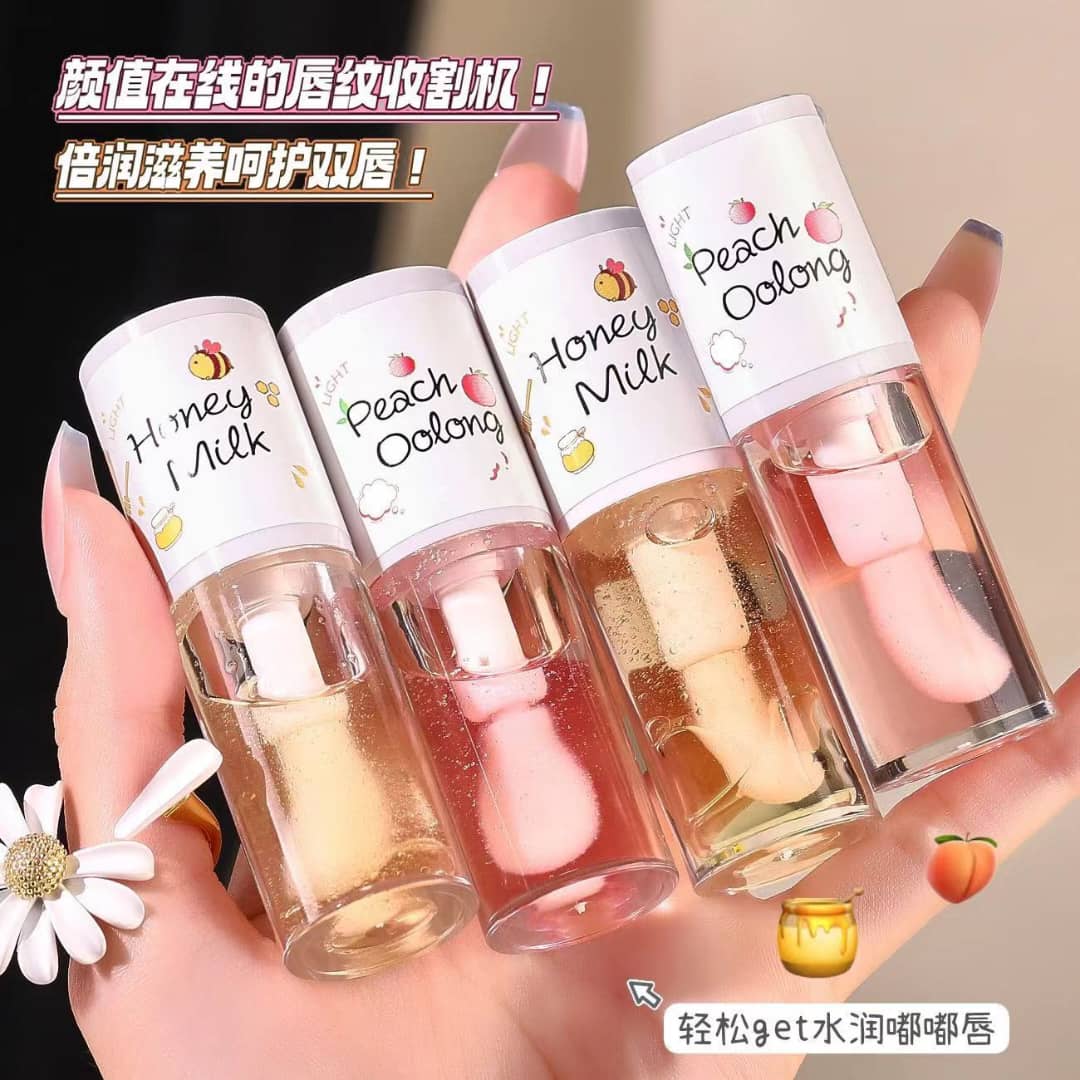 颜值在线的唇纹收割机！
倍润滋养呵护双唇！
LIGHT
Honey
Milk
LIGHT
Peach
Oolong
LIGHT
Honey
Milk
LIGHT
Peach
Oolong
轻松get水润嘟嘟唇